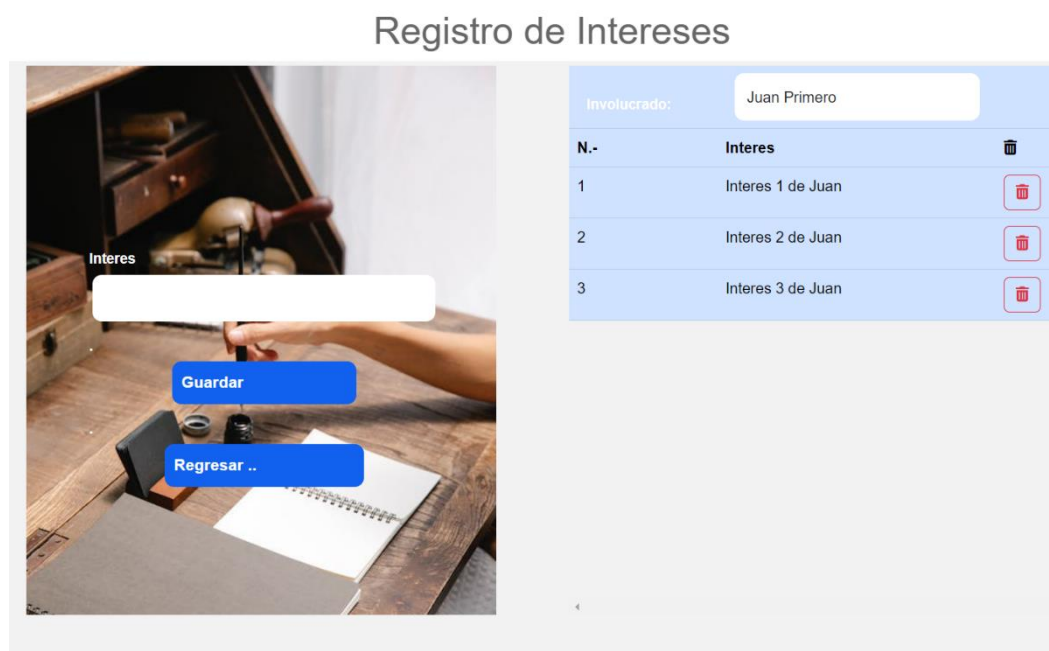 Registro de Intereses
Interes
Guardar
Regresar ..
Involucrado: Juan Primero
N.- Interes
1 Interes 1 de Juan
2 Interes 2 de Juan
3 Interes 3 de Juan